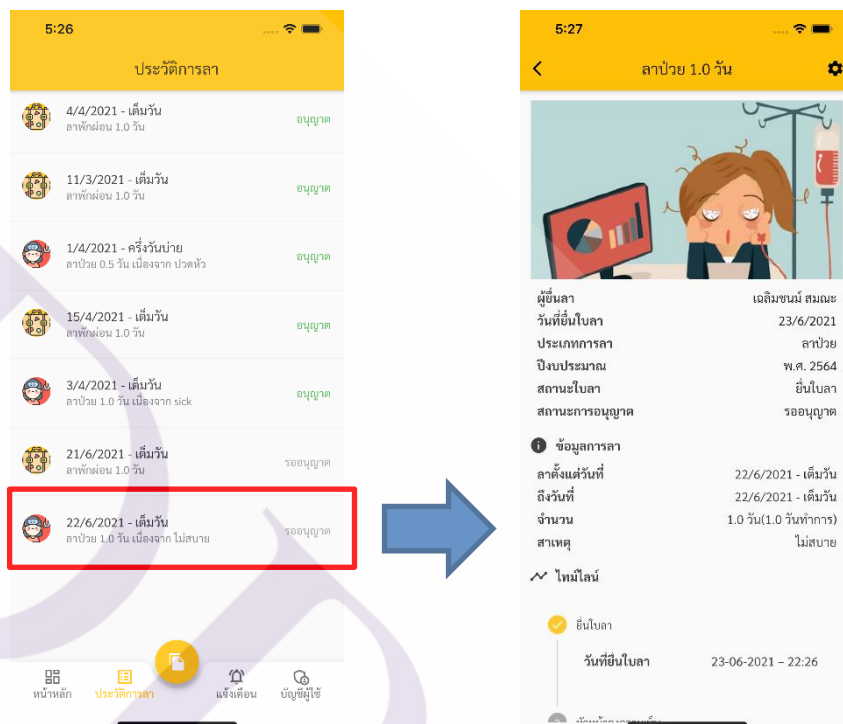 5:26
ประวัติการลา
4/4/2021 - เต็มวัน
ลาพักผ่อน 1.0 วัน
อนุญาต
11/3/2021 - เต็มวัน
ลาพักผ่อน 1.0 วัน
อนุญาต
1/4/2021 - ครึ่งวันบ่าย
ลาป่วย 0.5 วัน เนื่องจาก ปวดหัว
อนุญาต
15/4/2021 - เต็มวัน
ลาพักผ่อน 1.0 วัน
อนุญาต
3/4/2021 - เต็มวัน
ลาป่วย 1.0 วัน เนื่องจาก sick
อนุญาต
21/6/2021 - เต็มวัน
ลาพักผ่อน 1.0 วัน
รออนุญาต
22/6/2021 - เต็มวัน
ลาป่วย 1.0 วัน เนื่องจาก ไม่สบาย
รออนุญาต
หน้าหลัก ประวัติการลา แจ้งเตือน บัญชีผู้ใช้
5:27
ลาป่วย 1.0 วัน
ผู้ยื่นลา เฉลิมชนม์ สมณะ
วันที่ยื่นใบลา 23/6/2021
ประเภทการลา ลาป่วย
ปีงบประมาณ พ.ศ. 2564
สถานะใบลา ยื่นใบลา
สถานะการอนุญาต รออนุญาต
ข้อมูลการลา
ลาตั้งแต่วันที่ 22/6/2021 - เต็มวัน
ถึงวันที่ 22/6/2021 - เต็มวัน
จำนวน 1.0 วัน(1.0 วันทำการ)
สาเหตุ ไม่สบาย
ไทม์ไลน์
ยื่นใบลา
วันที่ยื่นใบลา 23-06-2021 – 22:26